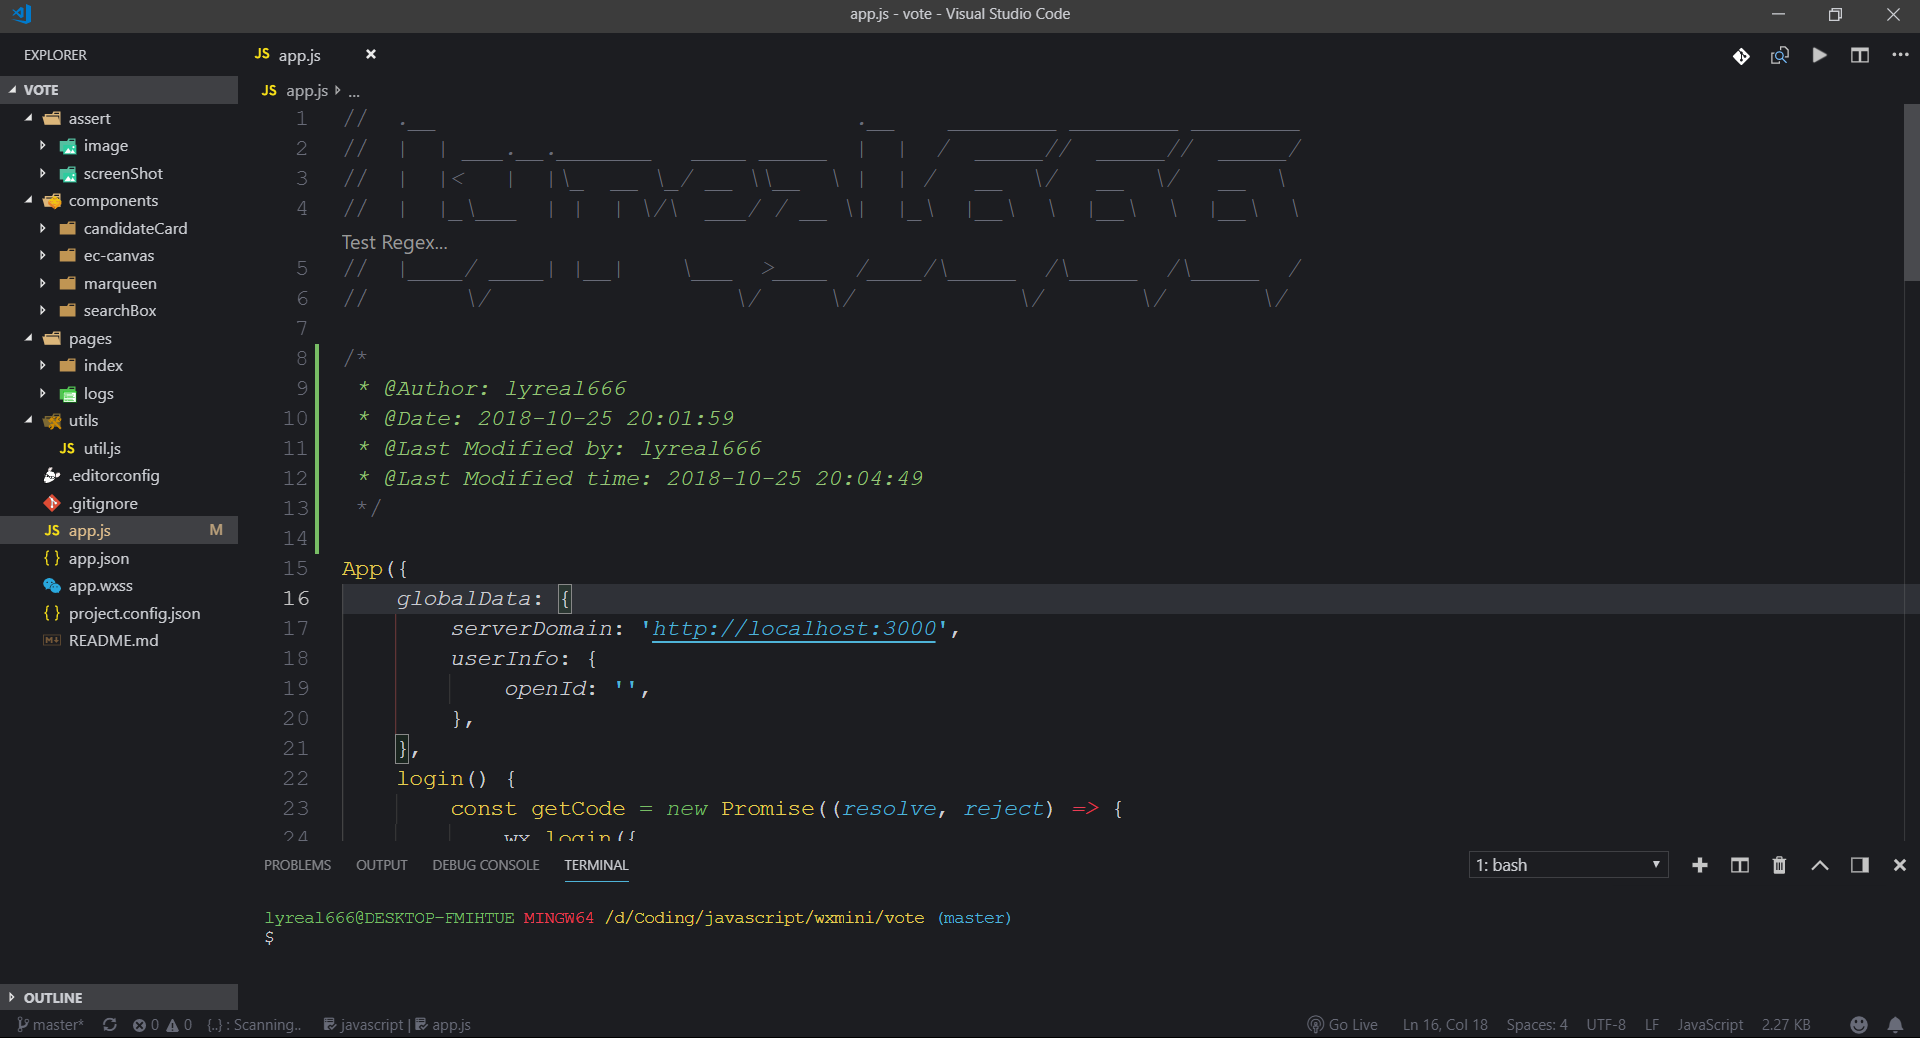 app.js - vote - Visual Studio Code
EXPLORER
JS app.js
VOTE
JS app.js ...
assert
image
screenShot
components
candidateCard
ec-canvas
marqueen
searchBox
pages
index
logs
utils
JS util.js
.editorconfig
.gitignore
JS app.js M
{ } app.json
app.wxss
{ } project.config.json
M↓ README.md
1 //  .__                               .__    ________ ________ ________
2 //  |  | ___.__._______   ____ _____  |  |  /  _____//  _____//  _____/
3 //  |  |<   |  |\_  __ \_/ __ \\__  \ |  | /   __  \/   __  \/   __  \
4 //  |  |_\___  | |  | \/\  ___/ / __ \|  |_\  |__\  \  |__\  \  |__\  \
Test Regex...
5 //  |____/ ____| |__|    \___  >____  /____/\_____  /\_____  /\_____  /
6 //       \/                  \/     \/            \/       \/       \/
7
8 /*
9  * @Author: lyreal666
10  * @Date: 2018-10-25 20:01:59
11  * @Last Modified by: lyreal666
12  * @Last Modified time: 2018-10-25 20:04:49
13  */
14
15 App({
16     globalData: {
17         serverDomain: 'http://localhost:3000',
18         userInfo: {
19             openId: '',
20         },
21     },
22     login() {
23         const getCode = new Promise((resolve, reject) => {
24             wx.login({
PROBLEMS OUTPUT DEBUG CONSOLE TERMINAL 1: bash
lyreal666@DESKTOP-FMIHTUE MINGW64 /d/Coding/javascript/wxmini/vote (master)
$
OUTLINE
master* 0 0 {..} : Scanning.. javascript | app.js Go Live Ln 16, Col 18 Spaces: 4 UTF-8 LF JavaScript 2.27 KB